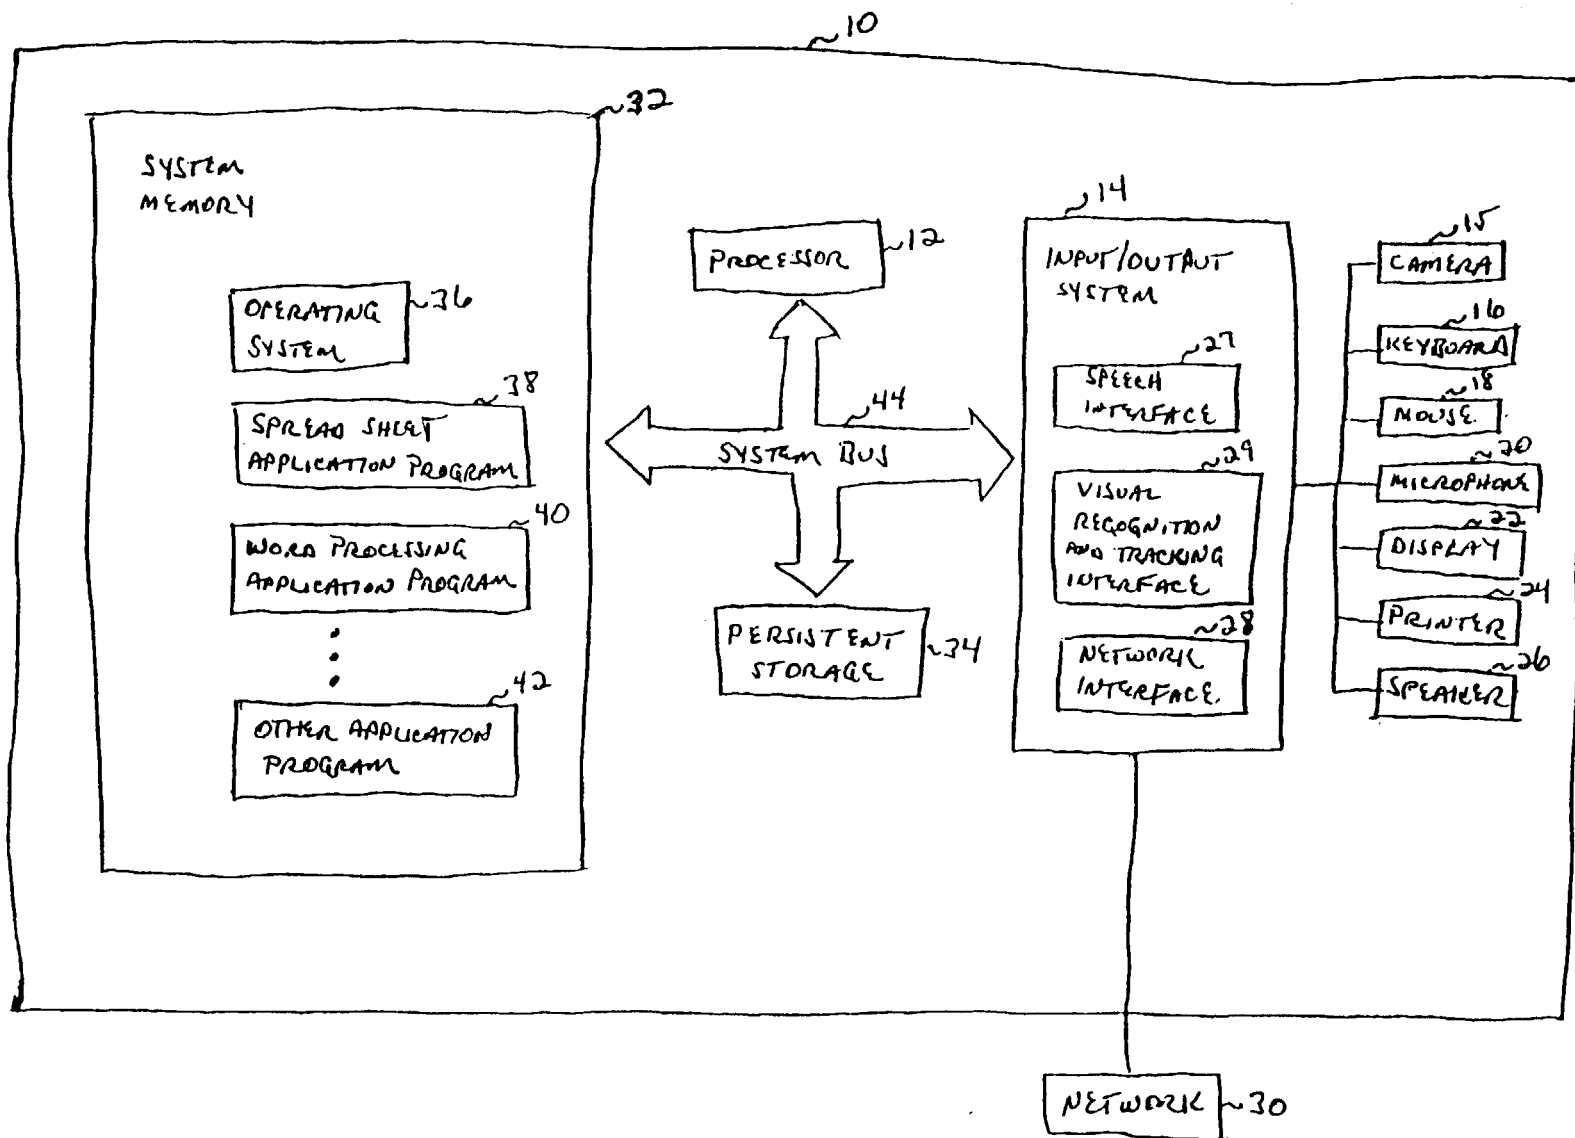 10
32
SYSTEM
MEMORY
OPERATING
SYSTEM
36
38
SPREAD SHEET
APPLICATION PROGRAM
40
WORD PROCESSING
APPLICATION PROGRAM
42
OTHER APPLICATION
PROGRAM
PROCESSOR
12
44
SYSTEM BUS
PERSISTENT
STORAGE
34
14
INPUT/OUTPUT
SYSTEM
27
SPEECH
INTERFACE
29
VISUAL
RECOGNITION
AND TRACKING
INTERFACE
28
NETWORK
INTERFACE.
15
CAMERA
16
KEYBOARD
18
MOUSE.
20
MICROPHONE
22
DISPLAY
24
PRINTER
26
SPEAKER
NETWORK
30